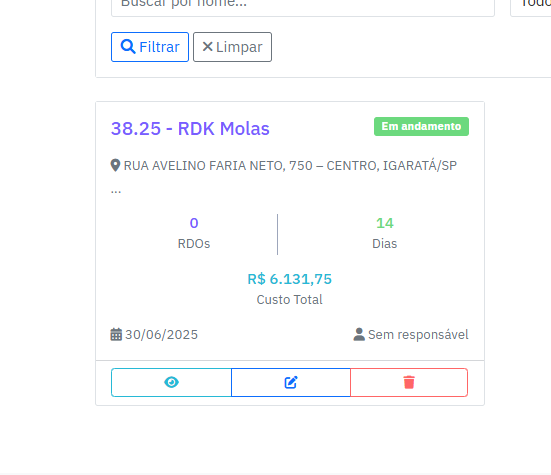 Buscar por nome...
Todo
Filtrar
Limpar
38.25 - RDK Molas
Em andamento
RUA AVELINO FARIA NETO, 750 – CENTRO, IGARATÁ/SP
...
0
RDOs
14
Dias
R$ 6.131,75
Custo Total
30/06/2025
Sem responsável